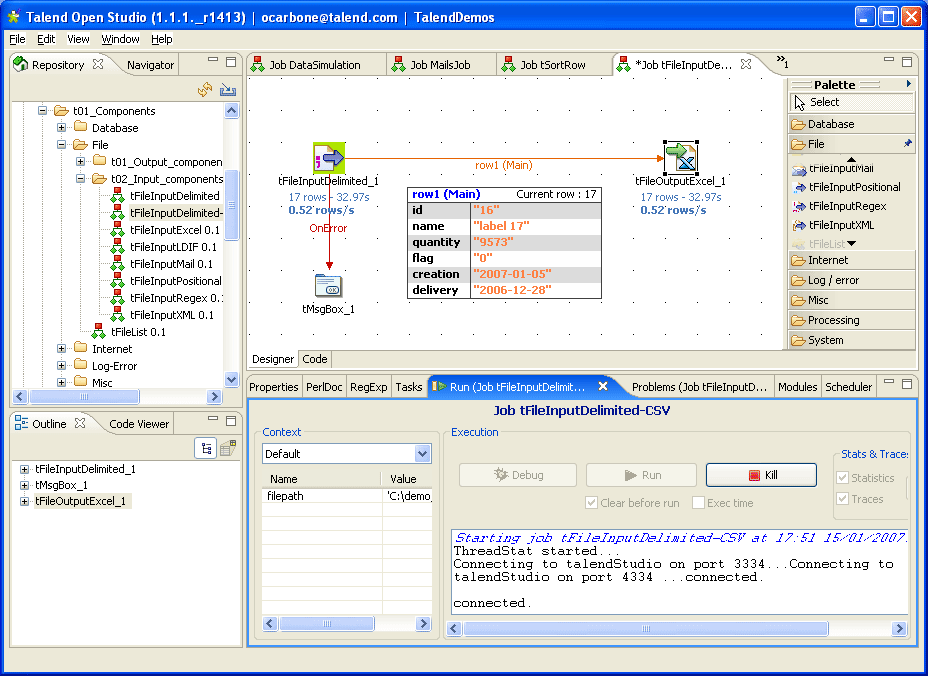 Talend Open Studio (1.1.1._r1413) | ocarbone@talend.com | TalendDemos
File Edit View Window Help
Repository Navigator
t01_Components
Database
File
t01_Output_componen
t02_Input_components
tFileInputDelimited
tFileInputDelimited-
tFileInputExcel 0.1
tFileInputLDIF 0.1
tFileInputMail 0.1
tFileInputPositional
tFileInputRegex 0.
tFileInputXML 0.1
tFileList 0.1
Internet
Log-Error
Misc
Outline Code Viewer
tFileInputDelimited_1
tMsgBox_1
tFileOutputExcel_1
Job DataSimulation Job MailsJob Job tSortRow *Job tFileInputDe... »1
row1 (Main)
tFileInputDelimited_1
17 rows - 32.97s
0.52 rows/s
OnError
tMsgBox_1
tFileOutputExcel_1
17 rows - 32.97s
0.52 rows/s
row1 (Main) Current row : 17
id "16"
name "label 17"
quantity "9573"
flag "0"
creation "2007-01-05"
delivery "2006-12-28"
Palette
Select
Database
File
tFileInputMail
tFileInputPositional
tFileInputRegex
tFileInputXML
tFileList
Internet
Log / error
Misc
Processing
System
Designer Code
Properties PerlDoc RegExp Tasks Run (Job tFileInputDelimit... Problems (Job tFileInputD... Modules Scheduler
Job tFileInputDelimited-CSV
Context
Default
Name Value
filepath 'C:\demo_
Execution
Debug Run Kill
Clear before run Exec time
Stats & Traces
Statistics
Traces
Starting job tFileInputDelimited-CSV at 17:51 15/01/2007.
ThreadStat started...
Connecting to talendStudio on port 3334...Connecting to
talendStudio on port 4334 ...connected.
connected.